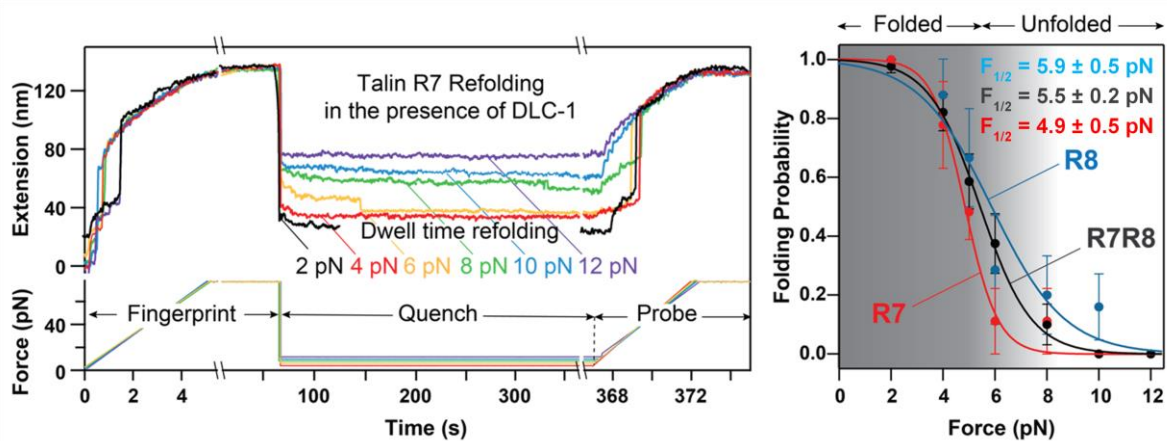 Extension (nm)
120
80
40
0
Talin R7 Refolding
in the presence of DLC-1
Dwell time refolding
2 pN 4 pN 6 pN 8 pN 10 pN 12 pN
Force (pN)
40
0
Fingerprint
Quench
Probe
0 2 4 100 200 300 368 372
Time (s)
Folded Unfolded
Folding Probability
1.0
0.8
0.6
0.4
0.2
0.0
F1/2 = 5.9 ± 0.5 pN
F1/2 = 5.5 ± 0.2 pN
F1/2 = 4.9 ± 0.5 pN
R8
R7R8
R7
0 2 4 6 8 10 12
Force (pN)